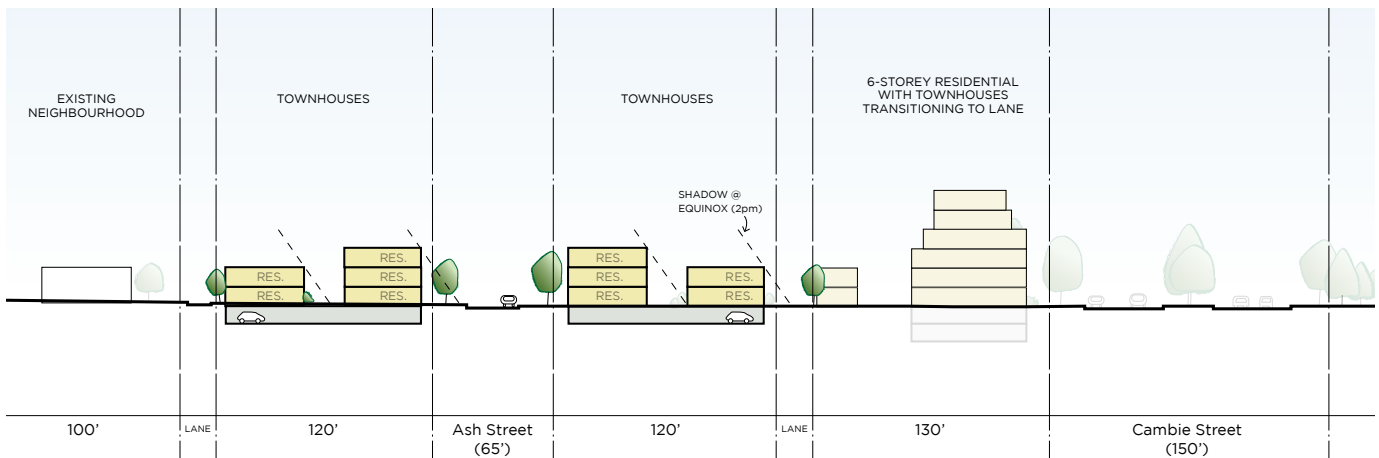 EXISTING
NEIGHBOURHOOD
TOWNHOUSES
TOWNHOUSES
6-STOREY RESIDENTIAL
WITH TOWNHOUSES
TRANSITIONING TO LANE
SHADOW @
EQUINOX (2pm)
RES.
RES.
RES.
RES.
RES.
RES.
RES.
RES.
RES.
RES.
100'
LANE
120'
Ash Street
(65')
120'
LANE
130'
Cambie Street
(150')